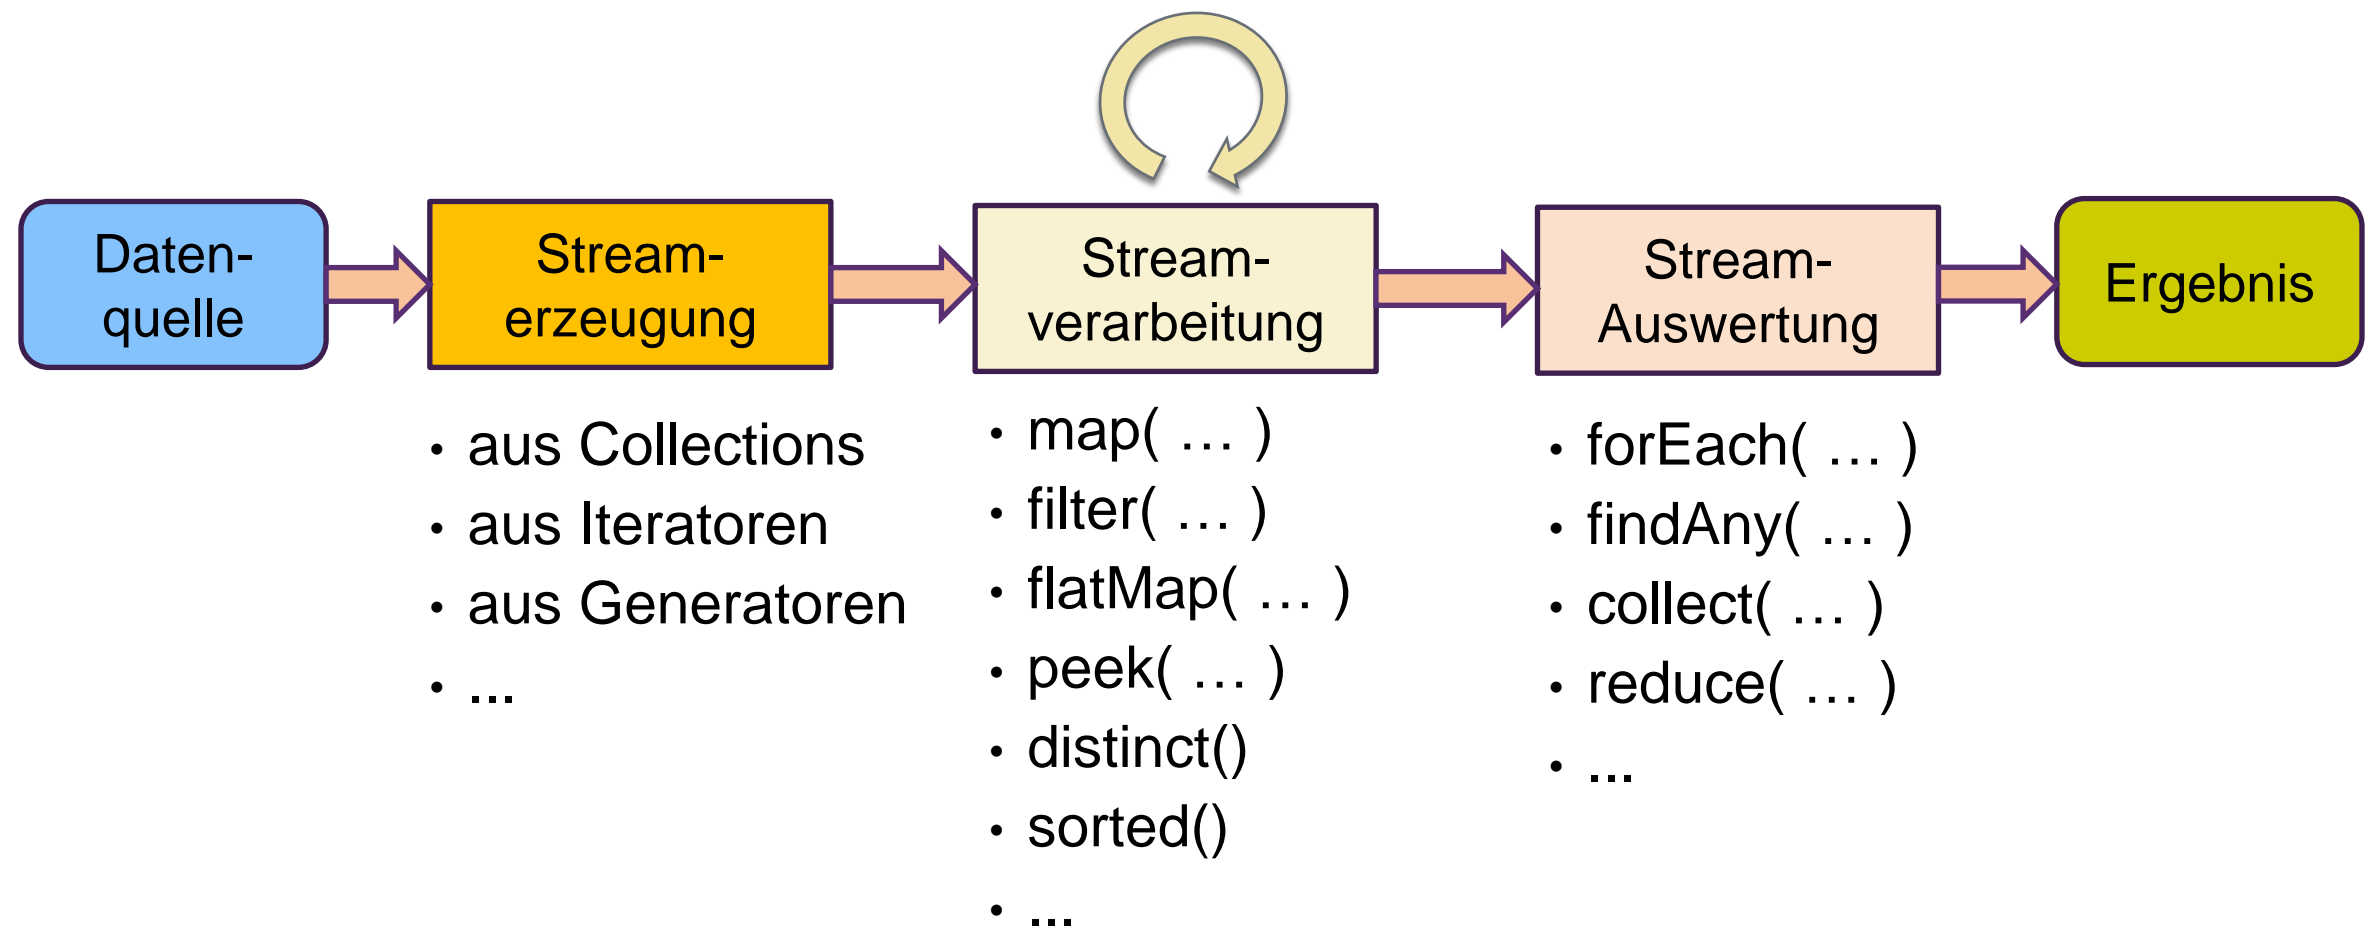 Daten-
quelle
Stream-
erzeugung
Stream-
verarbeitung
Stream-
Auswertung
Ergebnis
• aus Collections
• aus Iteratoren
• aus Generatoren
• ...
• map( … )
• filter( … )
• flatMap( … )
• peek( … )
• distinct()
• sorted()
• ...
• forEach( … )
• findAny( … )
• collect( … )
• reduce( … )
• ...